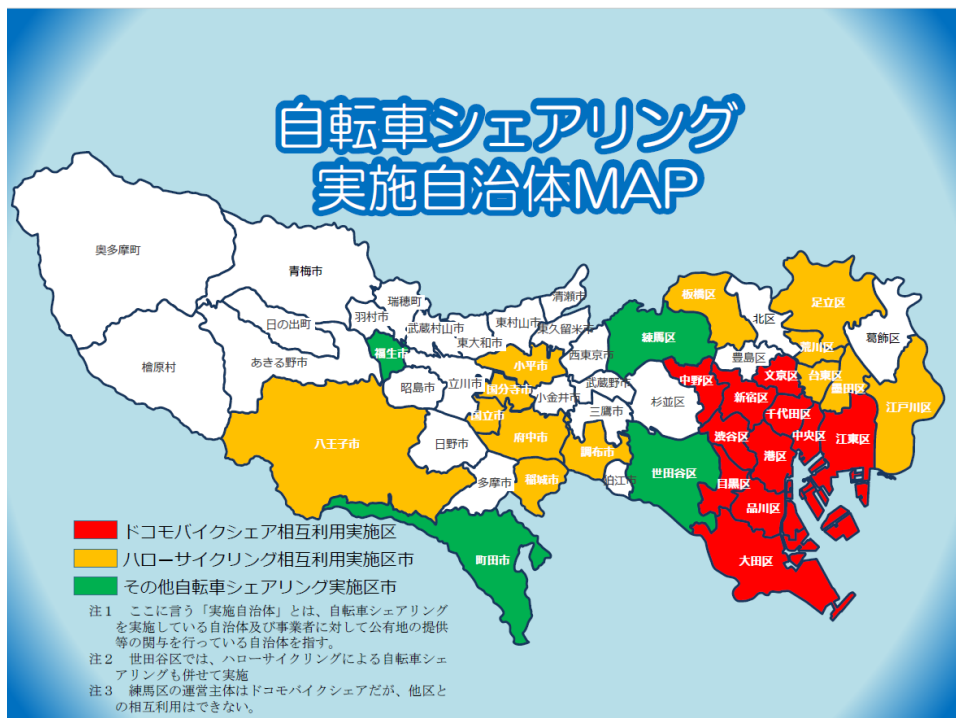 自転車シェアリング
実施自治体MAP
奥多摩町
青梅市
瑞穂町
羽村市
日の出町
武蔵村山市
東村山市
清瀬市
東久留米市
東大和市
檜原村
あきる野市
福生市
昭島市
立川市
小平市
西東京市
国分寺市
小金井市
武蔵野市
三鷹市
国立市
八王子市
日野市
府中市
調布市
多摩市
稲城市
狛江市
町田市
板橋区
練馬区
北区
足立区
葛飾区
荒川区
豊島区
文京区
台東区
墨田区
江戸川区
中野区
杉並区
新宿区
千代田区
渋谷区
中央区
江東区
港区
世田谷区
目黒区
品川区
大田区
ドコモバイクシェア相互利用実施区
ハローサイクリング相互利用実施区市
その他自転車シェアリング実施区市
注1 ここに言う「実施自治体」とは、自転車シェアリング
を実施している自治体及び事業者に対して公有地の提供
等の関与を行っている自治体を指す。
注2 世田谷区では、ハローサイクリングによる自転車シェ
アリングも併せて実施
注3 練馬区の運営主体はドコモバイクシェアだが、他区と
の相互利用はできない。